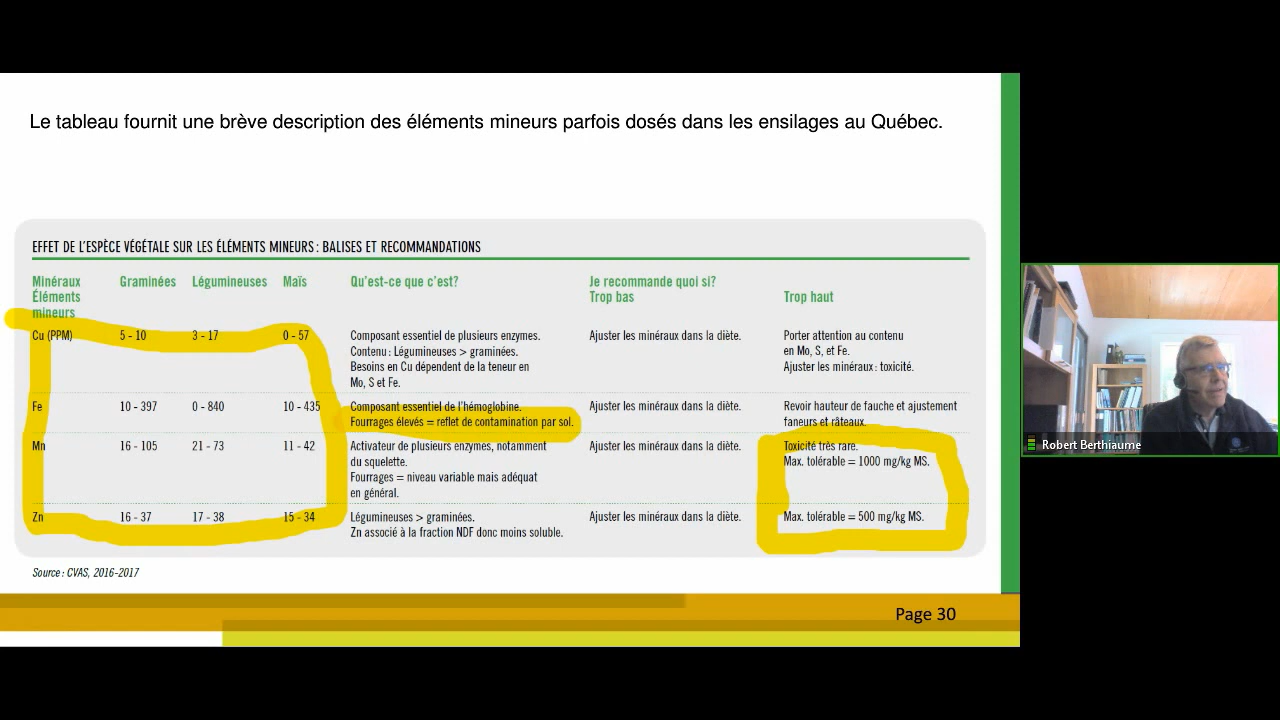 Le tableau fournit une brève description des éléments mineurs parfois dosés dans les ensilages au Québec.
EFFET DE L'ESPÈCE VÉGÉTALE SUR LES ÉLÉMENTS MINEURS : BALISES ET RECOMMANDATIONS
Minéraux Graminées Légumineuses Maïs Qu'est-ce que c'est? Je recommande quoi si?
Éléments Trop bas Trop haut
mineurs
Cu (PPM) 5 - 10 3 - 17 0 - 57 Composant essentiel de plusieurs enzymes. Ajuster les minéraux dans la diète. Porter attention au contenu
Contenu : Légumineuses > graminées. en Mo, S, et Fe.
Besoins en Cu dépendent de la teneur en Ajuster les minéraux : toxicité.
Mo, S et Fe.
Fe 10 - 397 0 - 840 10 - 435 Composant essentiel de l'hémoglobine. Ajuster les minéraux dans la diète. Revoir hauteur de fauche et ajustement
Fourrages élevés = reflet de contamination par sol. faneurs et râteaux.
Mn 16 - 105 21 - 73 11 - 42 Activateur de plusieurs enzymes, notamment Ajuster les minéraux dans la diète. Toxicité très rare.
du squelette. Max. tolérable = 1000 mg/kg MS.
Fourrages = niveau variable mais adéquat
en général.
Zn 16 - 37 17 - 38 15 - 34 Légumineuses > graminées. Ajuster les minéraux dans la diète. Max. tolérable = 500 mg/kg MS.
Zn associé à la fraction NDF donc moins soluble.
Source : CVAS, 2016-2017
Page 30
Robert Berthiaume